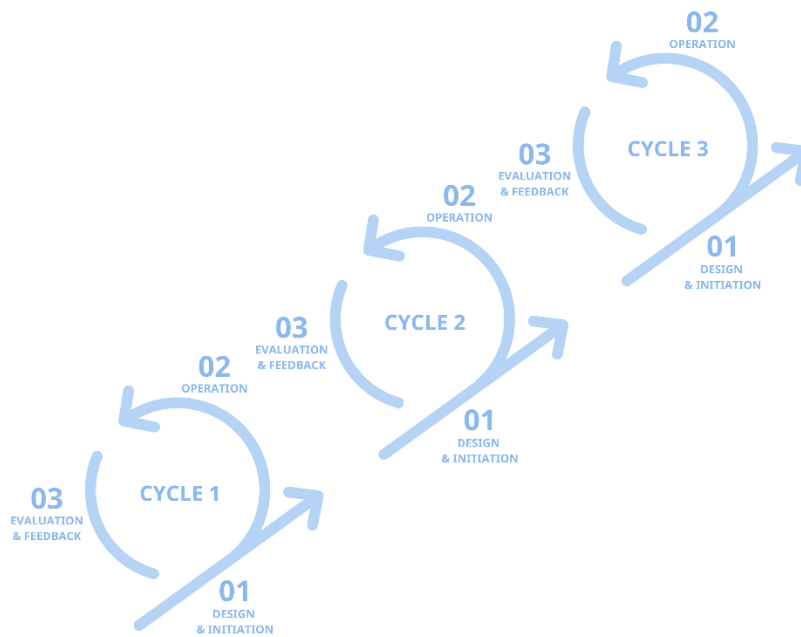 02
OPERATION
CYCLE 3
03
EVALUATION
& FEEDBACK
01
DESIGN
& INITIATION
02
OPERATION
CYCLE 2
03
EVALUATION
& FEEDBACK
01
DESIGN
& INITIATION
02
OPERATION
CYCLE 1
03
EVALUATION
& FEEDBACK
01
DESIGN
& INITIATION